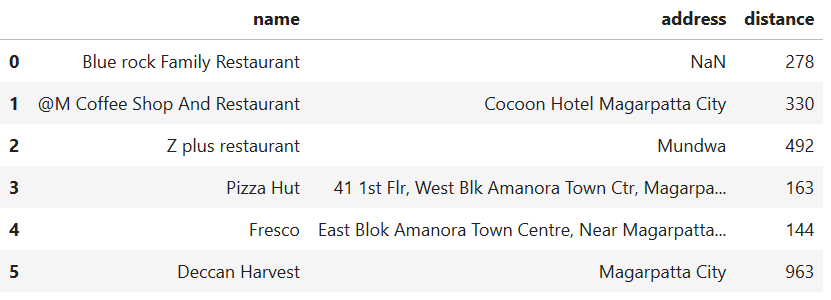 name address distance
0 Blue rock Family Restaurant NaN 278
1 @M Coffee Shop And Restaurant Cocoon Hotel Magarpatta City 330
2 Z plus restaurant Mundwa 492
3 Pizza Hut 41 1st Flr, West Blk Amanora Town Ctr, Magarpa... 163
4 Fresco East Blok Amanora Town Centre, Near Magarpatta... 144
5 Deccan Harvest Magarpatta City 963